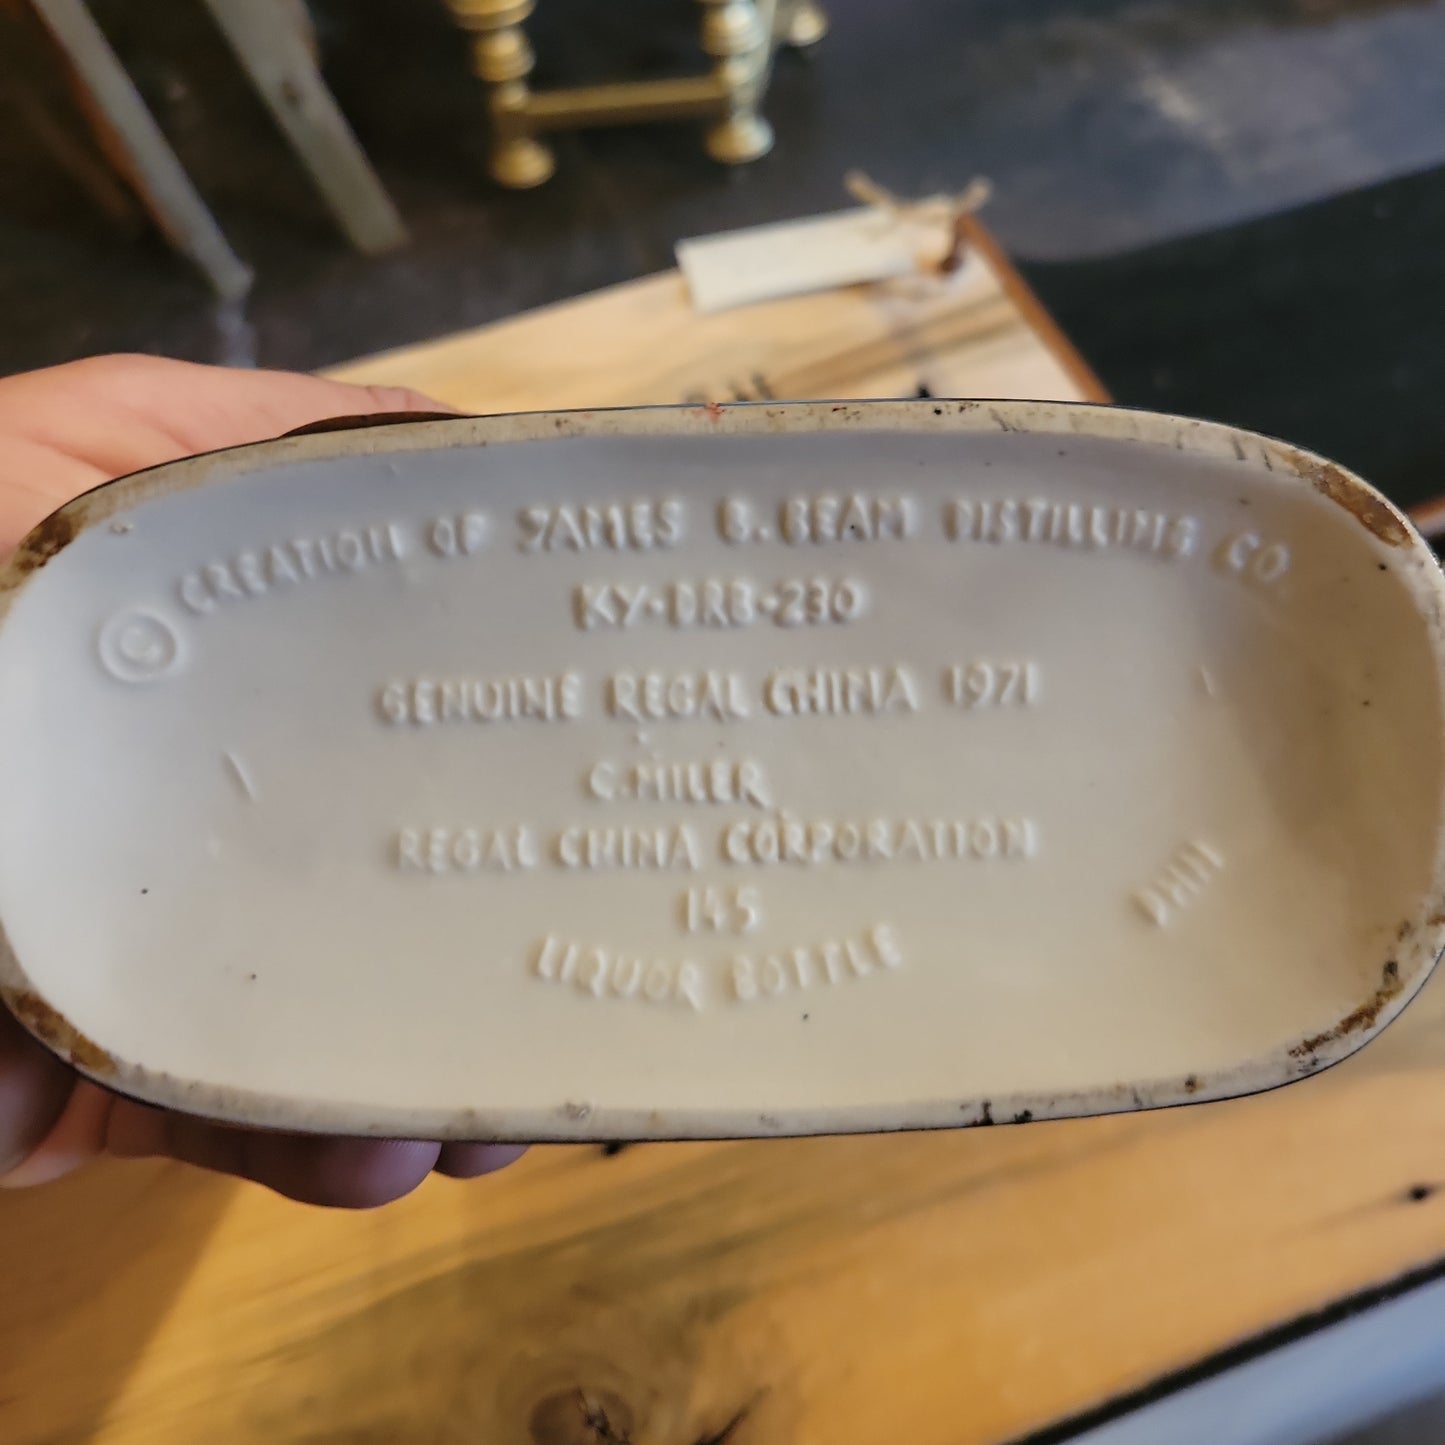 © CREATION OF JAMES B. BEAM DISTILLING CO.
KY-DRB-230
GENUINE REGAL CHINA 1971
C. MILLER
REGAL CHINA CORPORATION
145
LIQUOR BOTTLE